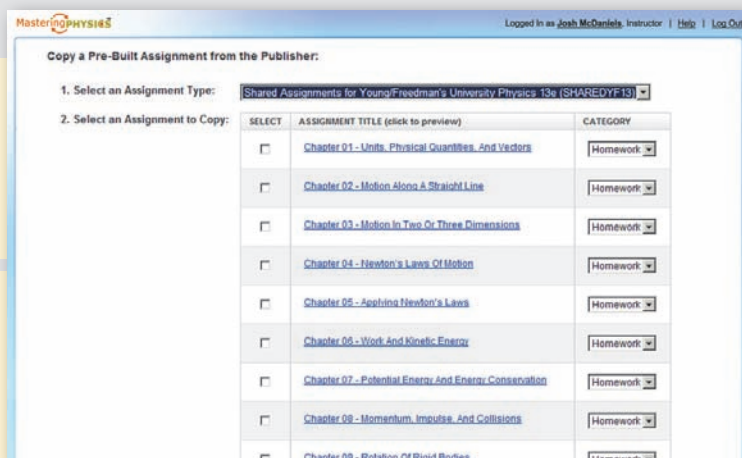 MasteringPHYSICS
Logged in as Josh McDaniels, Instructor | Help | Log Out
Copy a Pre-Built Assignment from the Publisher:
1. Select an Assignment Type: Shared Assignments for Young/Freedman's University Physics 13e (SHAREDYF13)
2. Select an Assignment to Copy: SELECT ASSIGNMENT TITLE (click to preview) CATEGORY
Chapter 01 - Units, Physical Quantities, And Vectors Homework
Chapter 02 - Motion Along A Straight Line Homework
Chapter 03 - Motion In Two Or Three Dimensions Homework
Chapter 04 - Newton's Laws Of Motion Homework
Chapter 05 - Applying Newton's Laws Homework
Chapter 06 - Work And Kinetic Energy Homework
Chapter 07 - Potential Energy And Energy Conservation Homework
Chapter 08 - Momentum, Impulse, And Collisions Homework
Chapter 09 - Rotation Of Rigid Bodies Homework